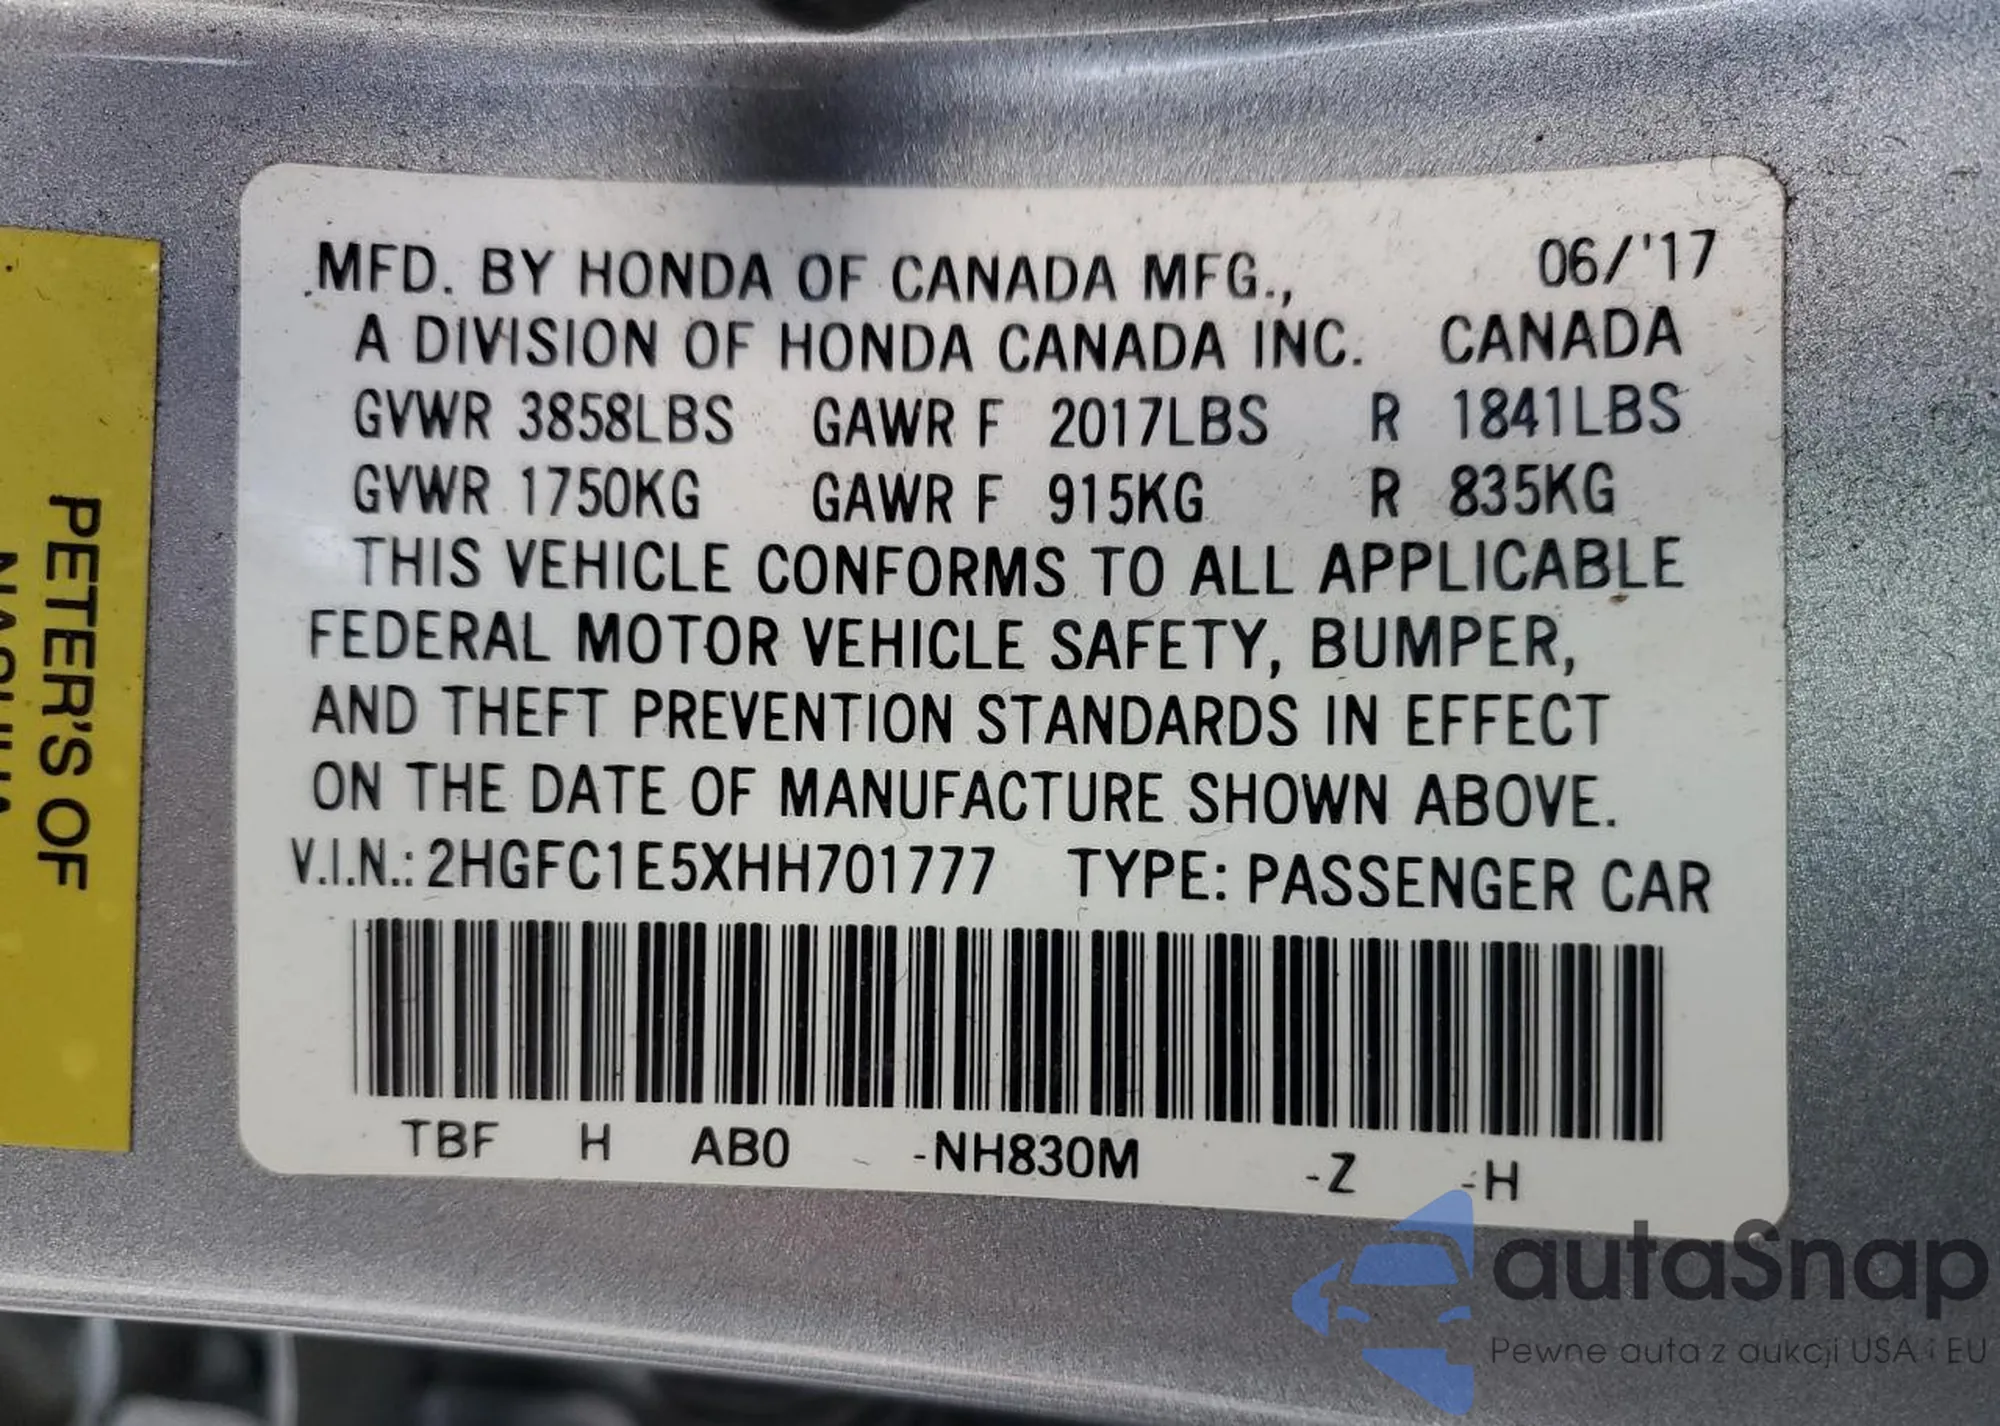 MFD. BY HONDA OF CANADA MFG., 06/'17
A DIVISION OF HONDA CANADA INC. CANADA
GVWR 3858LBS GAWR F 2017LBS R 1841LBS
GVWR 1750KG GAWR F 915KG R 835KG
THIS VEHICLE CONFORMS TO ALL APPLICABLE
FEDERAL MOTOR VEHICLE SAFETY, BUMPER,
AND THEFT PREVENTION STANDARDS IN EFFECT
ON THE DATE OF MANUFACTURE SHOWN ABOVE.
V.I.N.: 2HGFC1E5XHH701777 TYPE: PASSENGER CAR
TBF H AB0 -NH830M -Z -H
PETER'S OF
autaSnap
Pewne auta z aukcji USA i EU